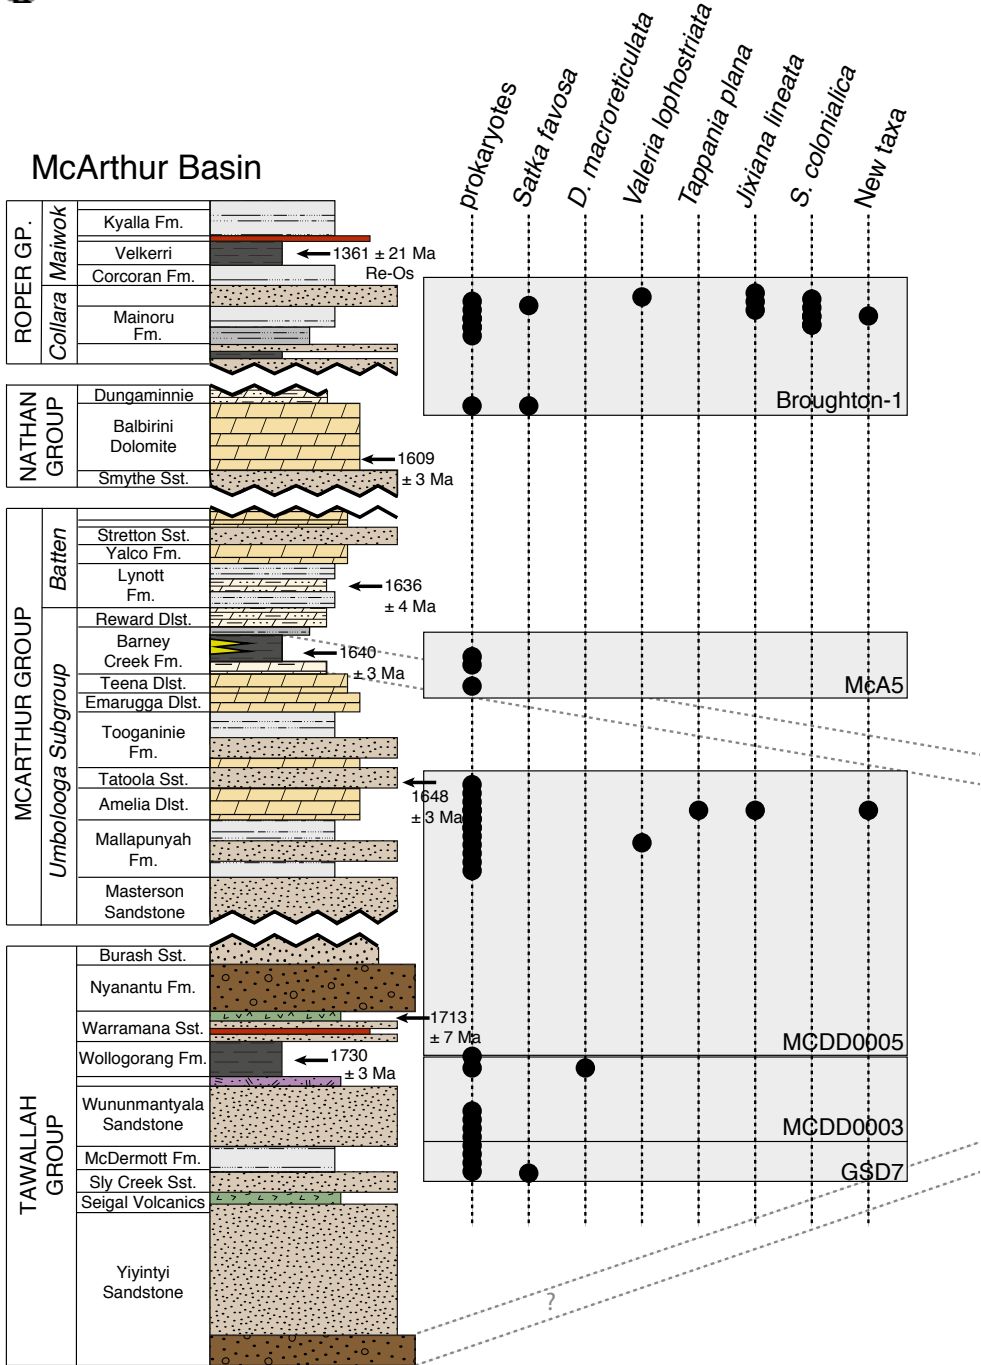 prokaryotes
Satka favosa
D. macroreticulata
Valeria lophostriata
Tappania plana
Jixiana lineata
S. colonialica
New taxa
McArthur Basin
ROPER GP.
Maiwok
Collara
Kyalla Fm.
Velkerri
1361 ± 21 Ma
Re-Os
Corcoran Fm.
Mainoru
Fm.
Broughton-1
NATHAN
GROUP
Dungaminnie
Balbirini
Dolomite
1609
± 3 Ma
Smythe Sst.
MCARTHUR GROUP
Batten
Umbolooga Subgroup
Stretton Sst.
Yalco Fm.
Lynott
Fm.
1636
± 4 Ma
Reward Dlst.
Barney
Creek Fm.
1640
± 3 Ma
McA5
Teena Dlst.
Emarugga Dlst.
Tooganinie
Fm.
Tatoola Sst.
1648
± 3 Ma
Amelia Dlst.
Mallapunyah
Fm.
Masterson
Sandstone
MCDD0005
TAWALLAH
GROUP
Burash Sst.
Nyanantu Fm.
Warramana Sst.
1713
± 7 Ma
Wollogorang Fm.
1730
± 3 Ma
Wununmantyala
Sandstone
MCDD0003
McDermott Fm.
Sly Creek Sst.
GSD7
Seigal Volcanics
Yiyintyi
Sandstone
?